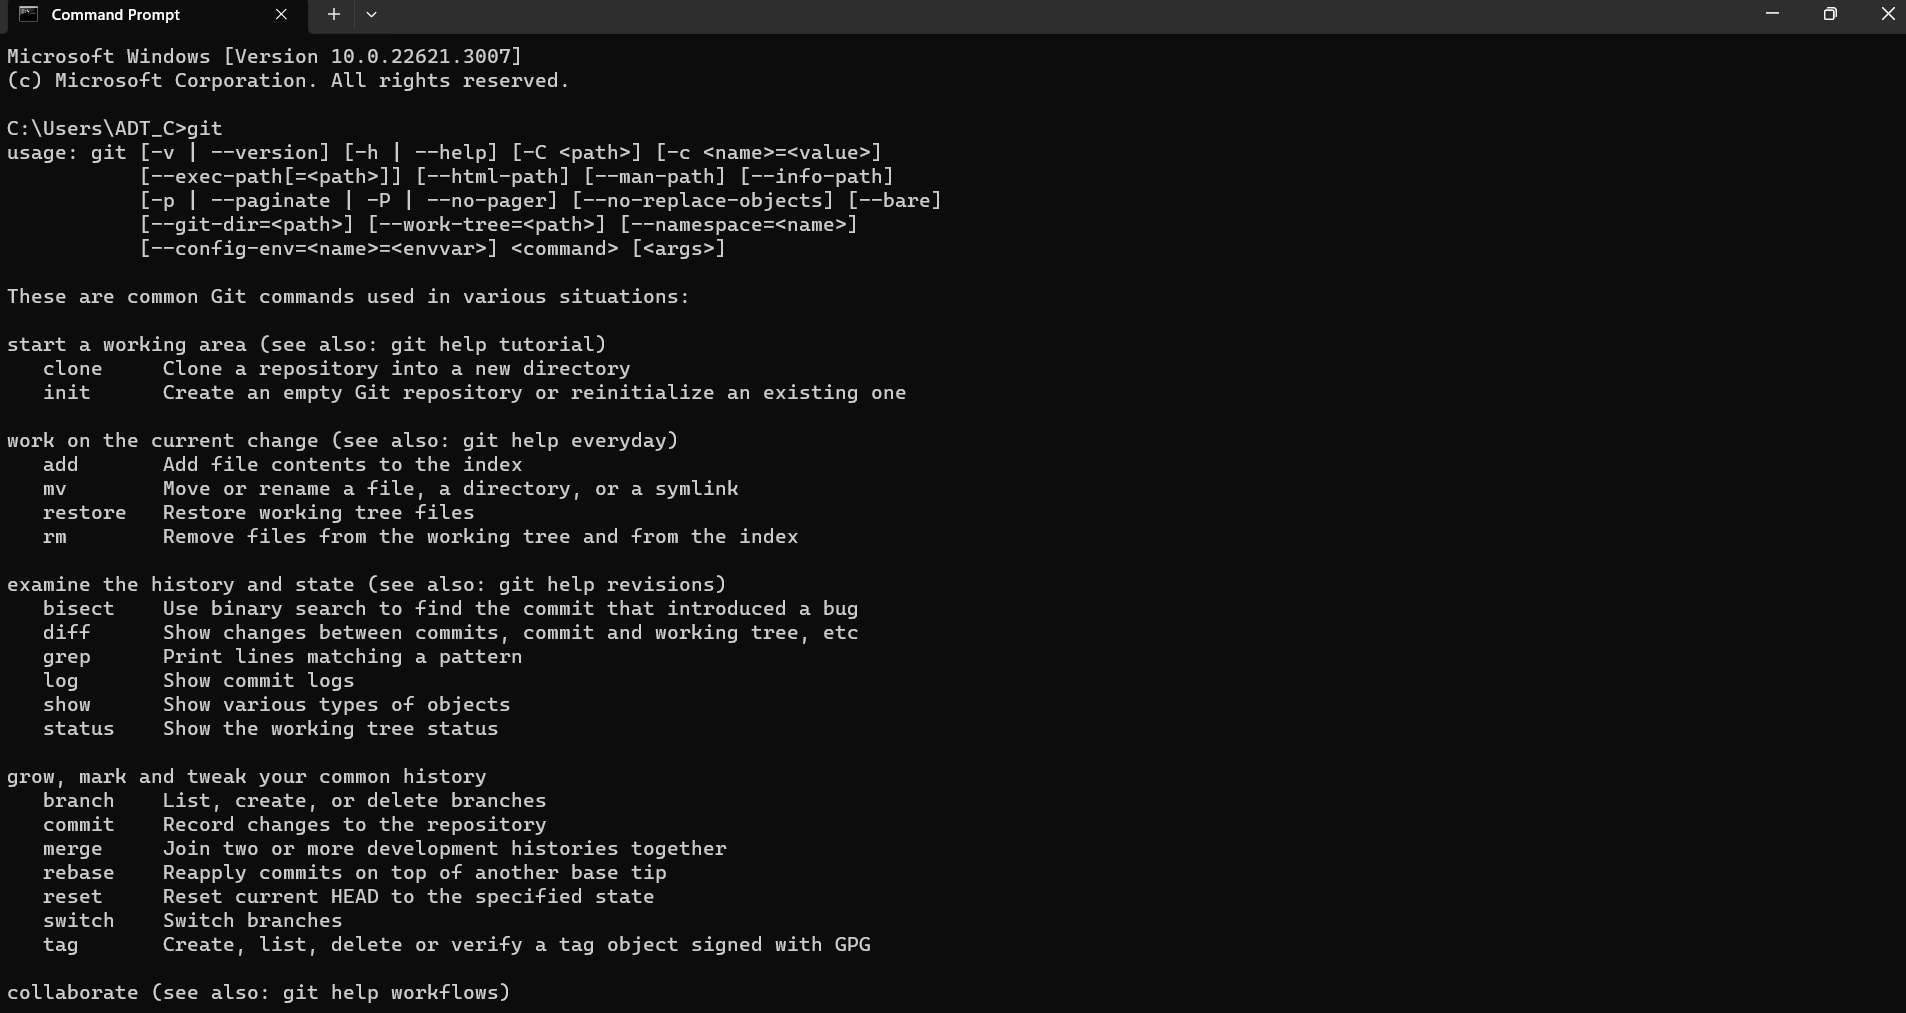 Command Prompt
Microsoft Windows [Version 10.0.22621.3007]
(c) Microsoft Corporation. All rights reserved.
C:\Users\ADT_C>git
usage: git [-v | --version] [-h | --help] [-C <path>] [-c <name>=<value>]
           [--exec-path[=<path>]] [--html-path] [--man-path] [--info-path]
           [-p | --paginate | -P | --no-pager] [--no-replace-objects] [--bare]
           [--git-dir=<path>] [--work-tree=<path>] [--namespace=<name>]
           [--config-env=<name>=<envvar>] <command> [<args>]
These are common Git commands used in various situations:
start a working area (see also: git help tutorial)
   clone     Clone a repository into a new directory
   init      Create an empty Git repository or reinitialize an existing one
work on the current change (see also: git help everyday)
   add       Add file contents to the index
   mv        Move or rename a file, a directory, or a symlink
   restore   Restore working tree files
   rm        Remove files from the working tree and from the index
examine the history and state (see also: git help revisions)
   bisect    Use binary search to find the commit that introduced a bug
   diff      Show changes between commits, commit and working tree, etc
   grep      Print lines matching a pattern
   log       Show commit logs
   show      Show various types of objects
   status    Show the working tree status
grow, mark and tweak your common history
   branch    List, create, or delete branches
   commit    Record changes to the repository
   merge     Join two or more development histories together
   rebase    Reapply commits on top of another base tip
   reset     Reset current HEAD to the specified state
   switch    Switch branches
   tag       Create, list, delete or verify a tag object signed with GPG
collaborate (see also: git help workflows)